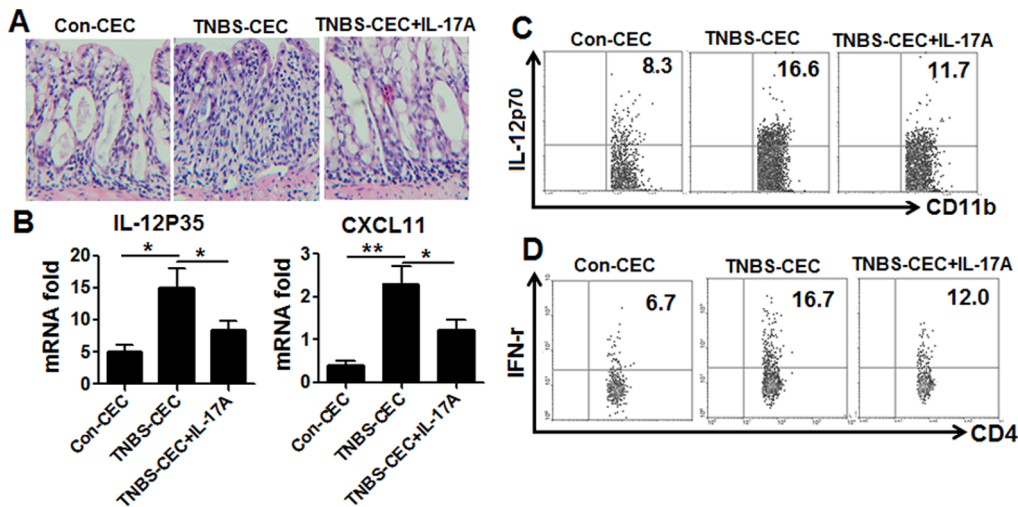 A
Con-CEC
TNBS-CEC
TNBS-CEC+IL-17A
B
IL-12P35
mRNA fold
20
15
10
5
0
*
*
Con-CEC
TNBS-CEC
TNBS-CEC+IL-17A
CXCL11
mRNA fold
3
2
1
0
**
*
Con-CEC
TNBS-CEC
TNBS-CEC+IL-17A
C
Con-CEC
TNBS-CEC
TNBS-CEC+IL-17A
8.3
16.6
11.7
IL-12p70
CD11b
D
Con-CEC
TNBS-CEC
TNBS-CEC+IL-17A
6.7
16.7
12.0
IFN-r
CD4